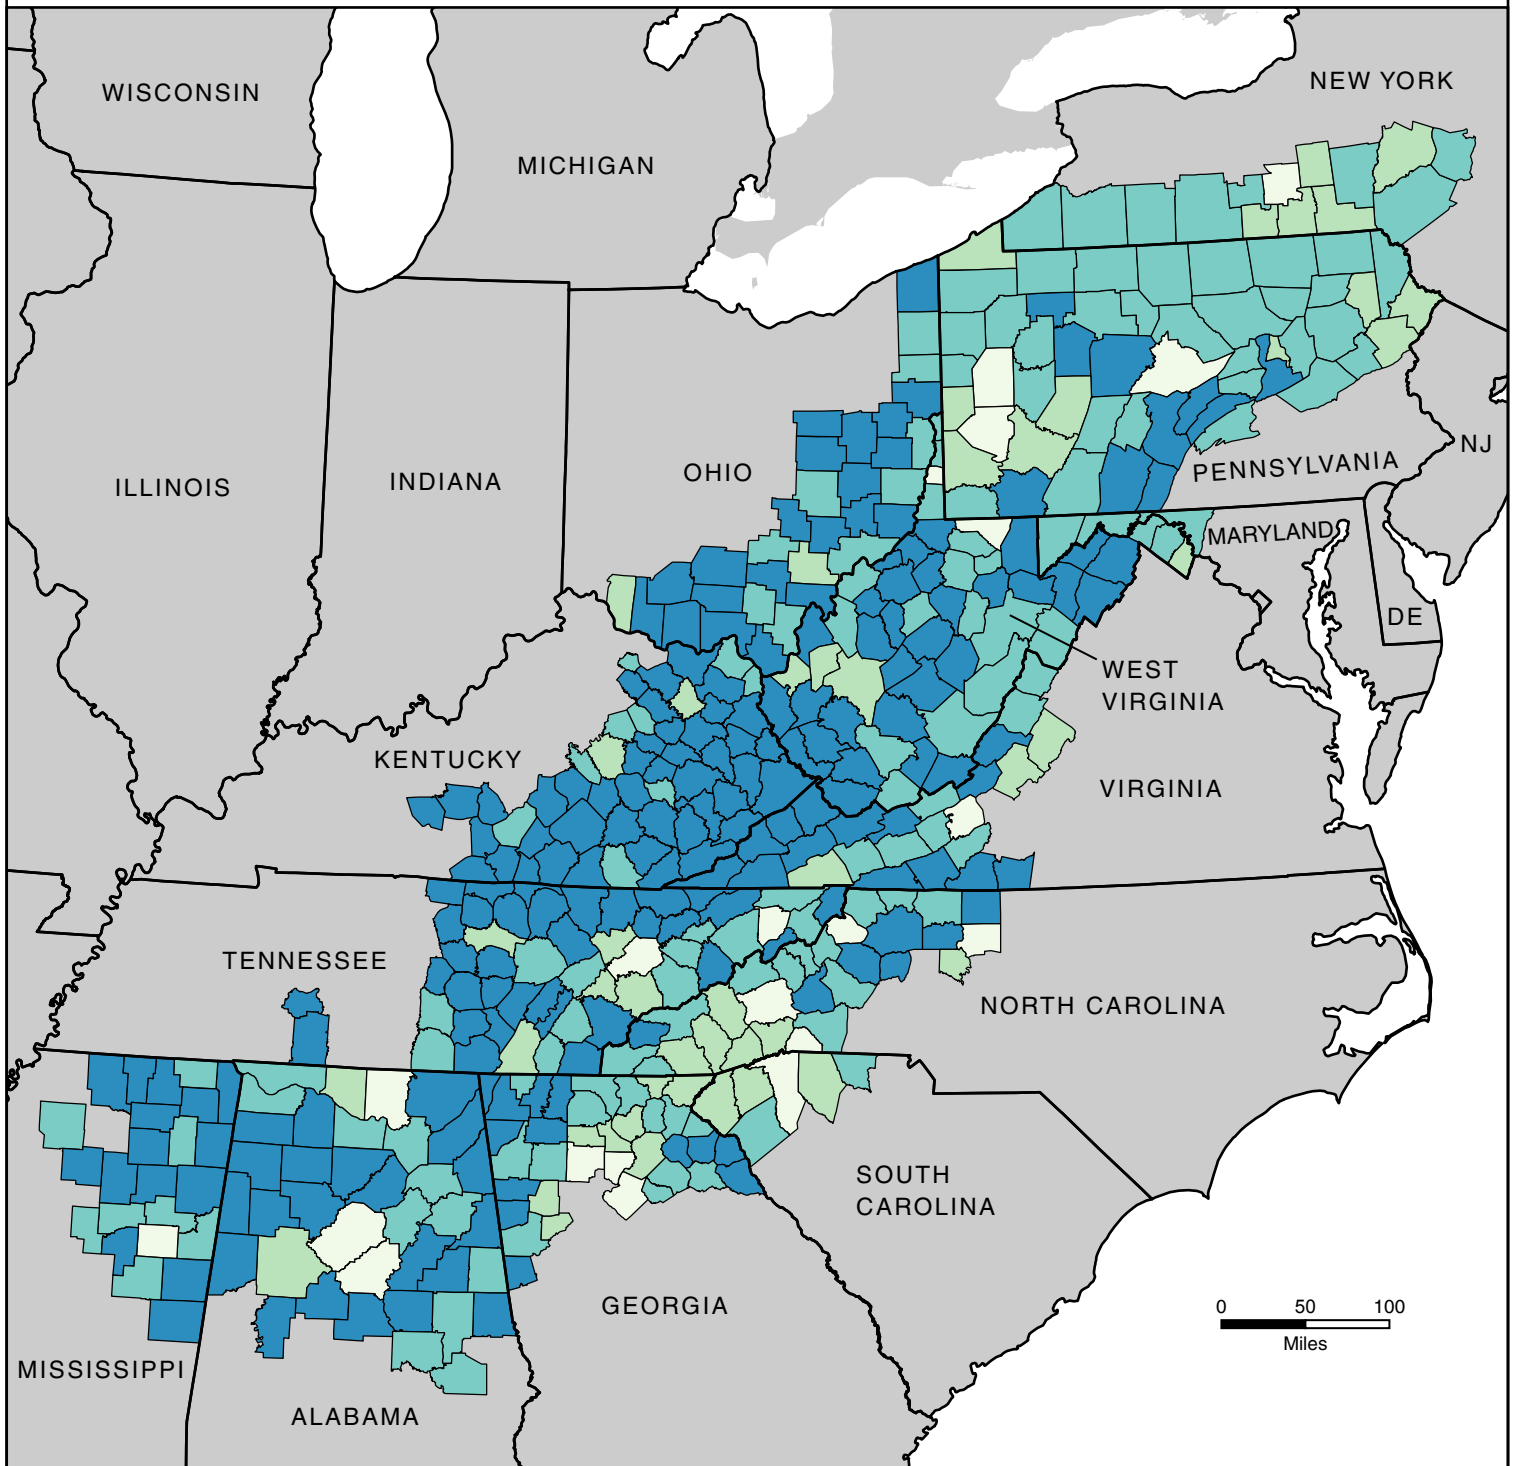 WISCONSIN
NEW YORK
MICHIGAN
NJ
PENNSYLVANIA
OHIO
INDIANA
ILLINOIS
MARYLAND
DE
WEST
VIRGINIA
KENTUCKY
VIRGINIA
TENNESSEE
NORTH CAROLINA
SOUTH
CAROLINA
GEORGIA
0 50 100
Miles
MISSISSIPPI
ALABAMA